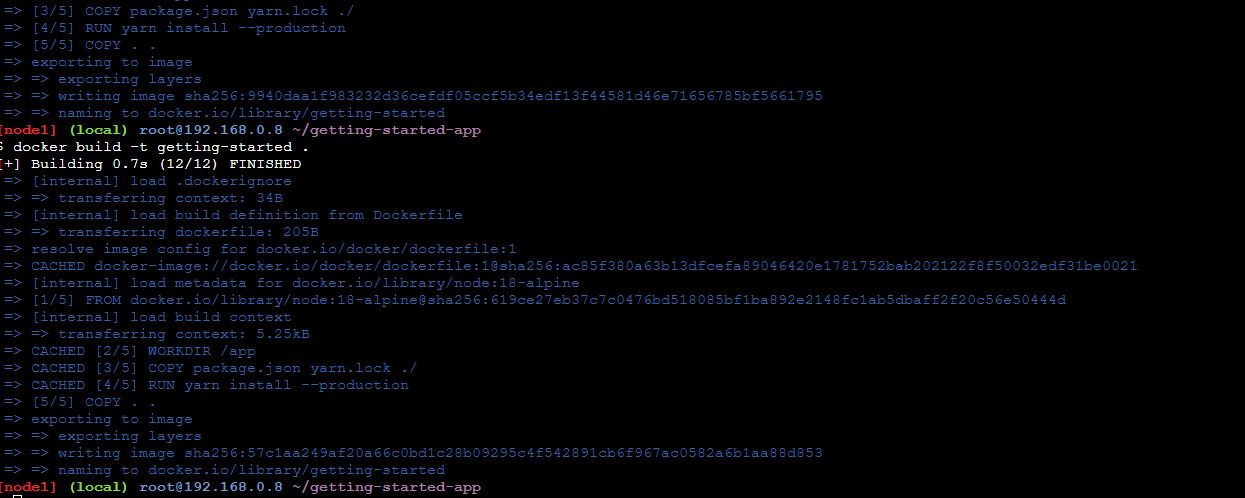 => [3/5] COPY package.json yarn.lock ./
=> [4/5] RUN yarn install --production
=> [5/5] COPY . .
=> exporting to image
=> => exporting layers
=> => writing image sha256:9940daa1f983232d36cefdf05ccf5b34edf13f44581d46e71656785bf5661795
=> => naming to docker.io/library/getting-started
[node1] (local) root@192.168.0.8 ~/getting-started-app
$ docker build -t getting-started .
[+] Building 0.7s (12/12) FINISHED
=> [internal] load .dockerignore
=> => transferring context: 34B
=> [internal] load build definition from Dockerfile
=> => transferring dockerfile: 205B
=> resolve image config for docker.io/docker/dockerfile:1
=> CACHED docker-image://docker.io/docker/dockerfile:1@sha256:ac85f380a63b13dfcefa89046420e1781752bab202122f8f50032edf31be0021
=> [internal] load metadata for docker.io/library/node:18-alpine
=> [1/5] FROM docker.io/library/node:18-alpine@sha256:619ce27eb37c7c0476bd518085bf1ba892e2148fc1ab5dbaff2f20c56e50444d
=> [internal] load build context
=> => transferring context: 5.25kB
=> CACHED [2/5] WORKDIR /app
=> CACHED [3/5] COPY package.json yarn.lock ./
=> CACHED [4/5] RUN yarn install --production
=> [5/5] COPY . .
=> exporting to image
=> => exporting layers
=> => writing image sha256:57c1aa249af20a66c0bd1c28b09295c4f542891cb6f967ac0582a6b1aa88d853
=> => naming to docker.io/library/getting-started
[node1] (local) root@192.168.0.8 ~/getting-started-app